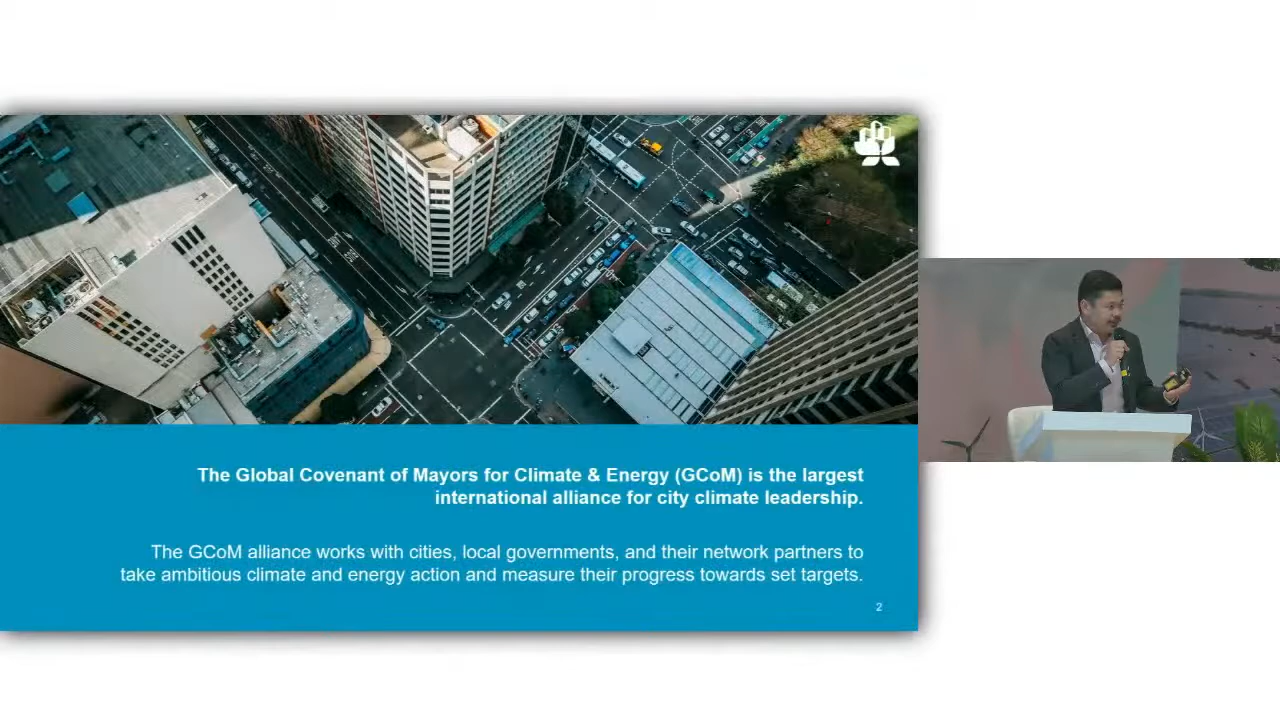 The Global Covenant of Mayors for Climate & Energy (GCoM) is the largest
international alliance for city climate leadership.
The GCoM alliance works with cities, local governments, and their network partners to
take ambitious climate and energy action and measure their progress towards set targets.
2